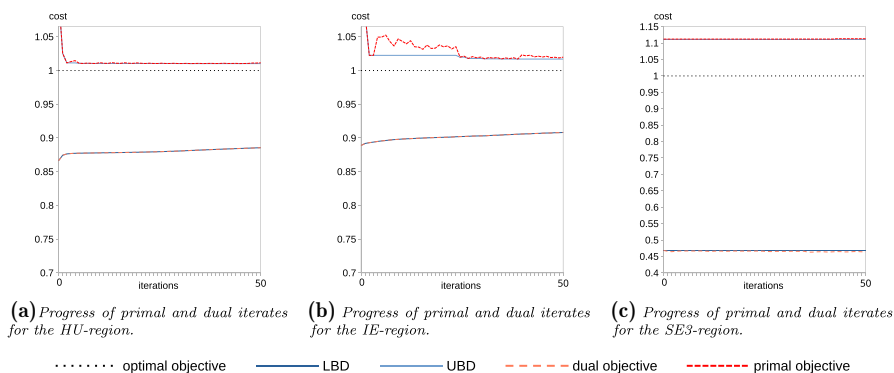 cost
1.05
1
0.95
0.9
0.85
0.8
0.75
0.7
0
iterations
50
(a) Progress of primal and dual iterates
for the HU-region.
cost
1.05
1
0.95
0.9
0.85
0.8
0.75
0.7
0
iterations
50
(b) Progress of primal and dual iterates
for the IE-region.
cost
1.15
1.1
1.05
1
0.95
0.9
0.85
0.8
0.75
0.7
0.65
0.6
0.55
0.5
0.45
0.4
0
iterations
50
(c) Progress of primal and dual iterates
for the SE3-region.
optimal objective
LBD
UBD
dual objective
primal objective